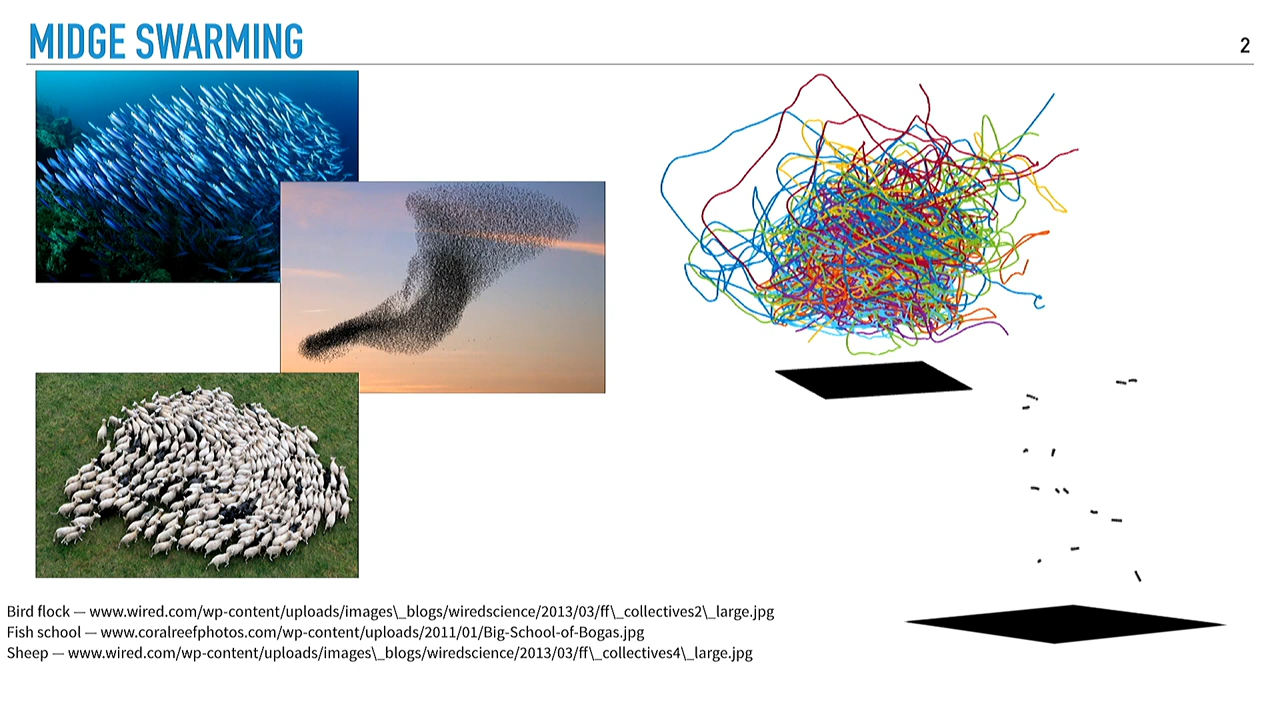 MIDGE SWARMING
2
Bird flock — www.wired.com/wp-content/uploads/images\_blogs/wiredscience/2013/03/ff\_collectives2\_large.jpg
Fish school — www.coralreefphotos.com/wp-content/uploads/2011/01/Big-School-of-Bogas.jpg
Sheep — www.wired.com/wp-content/uploads/images\_blogs/wiredscience/2013/03/ff\_collectives4\_large.jpg